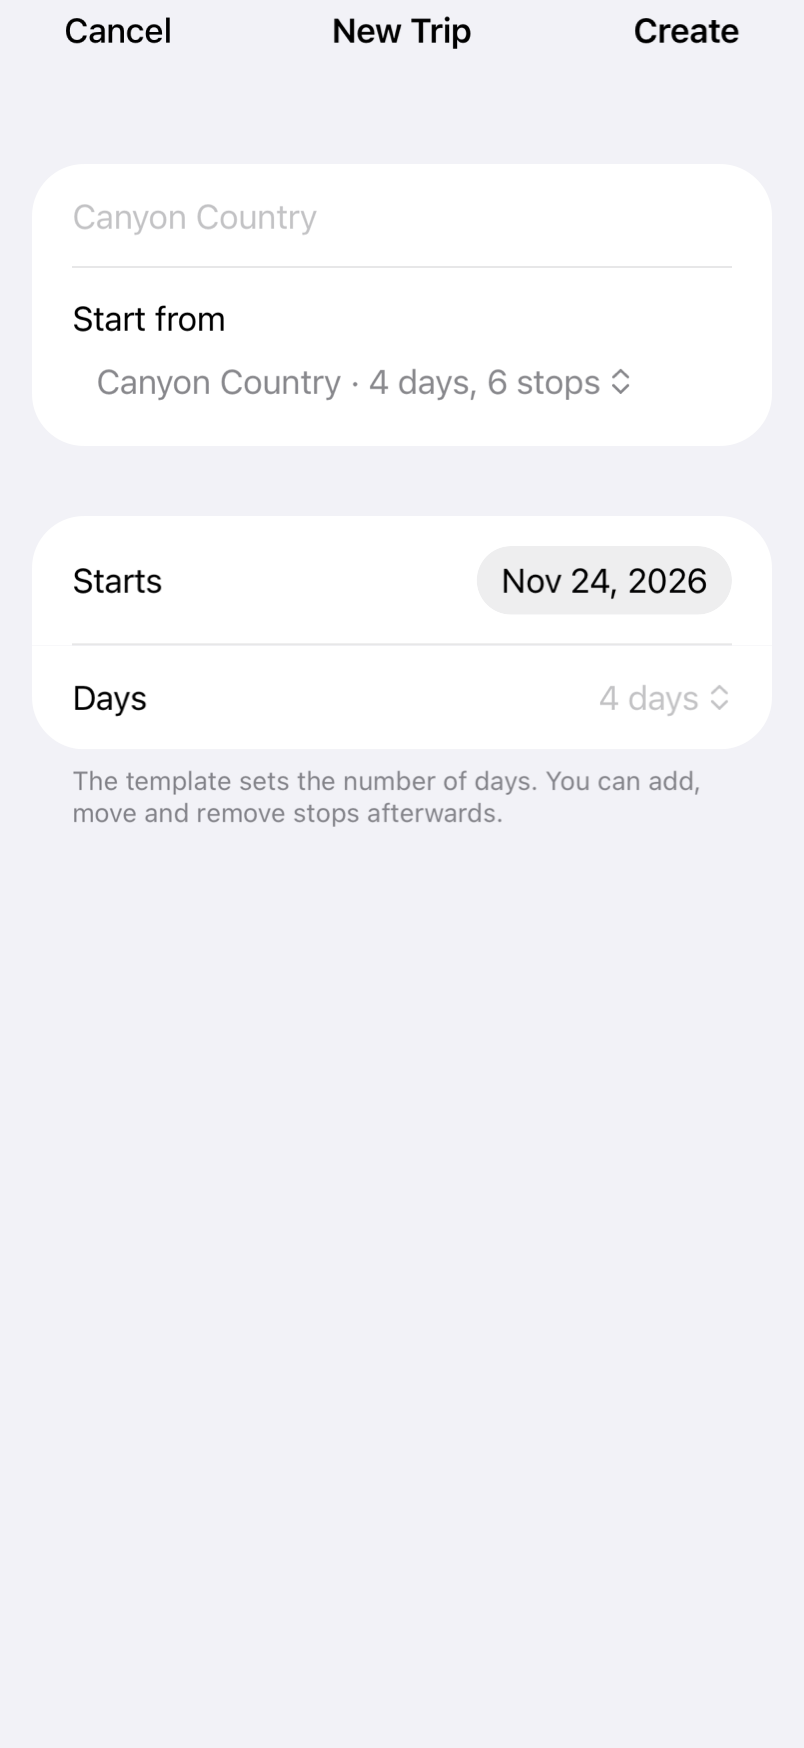 Cancel New Trip Create
Canyon Country
Start from
Canyon Country · 4 days, 6 stops
Starts Nov 24, 2026
Days 4 days
The template sets the number of days. You can add,
move and remove stops afterwards.